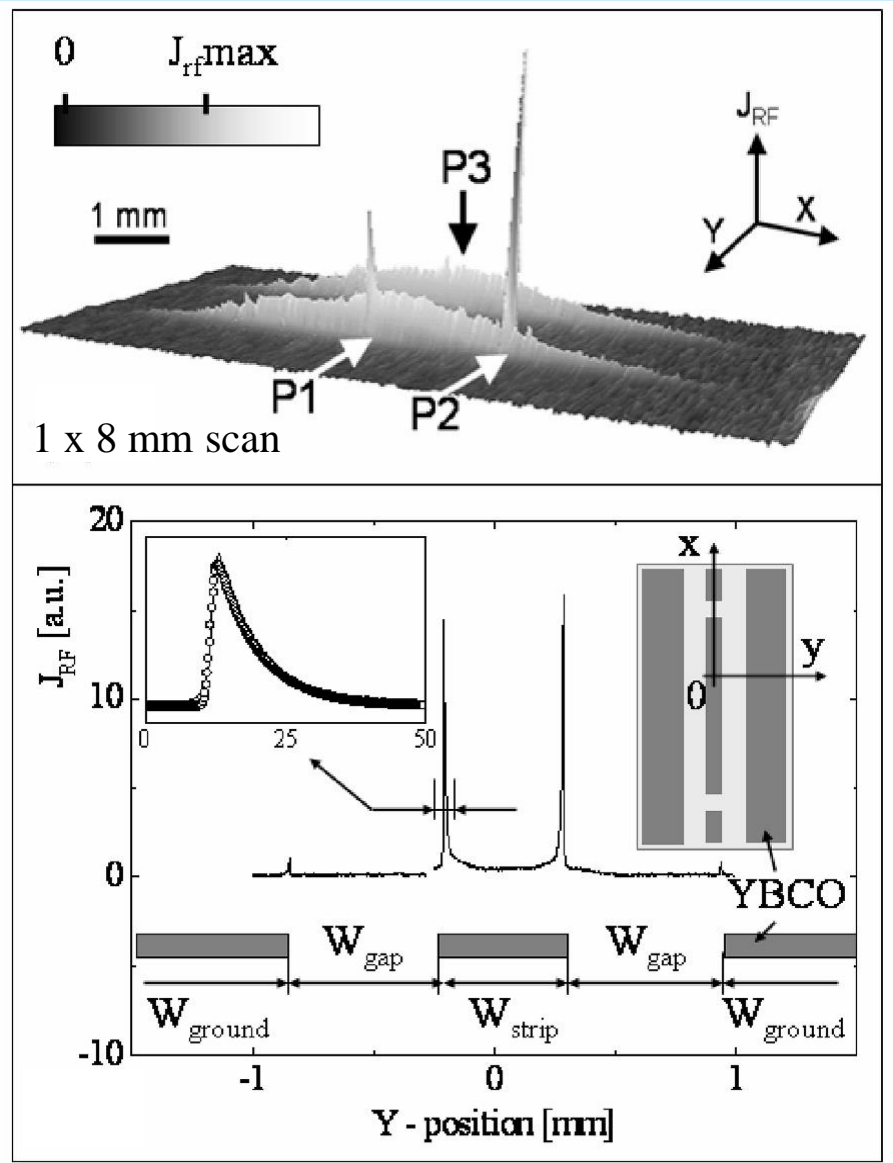 0 J_rf max
J_RF
P3
1 mm
X
Y
P1
P2
1 x 8 mm scan
20
x
y
J_RF [a.u.]
10
0
0 25 50
0
YBCO
W_gap W_gap
W_ground W_strip W_ground
-10
-1 0 1
Y - position [mm]